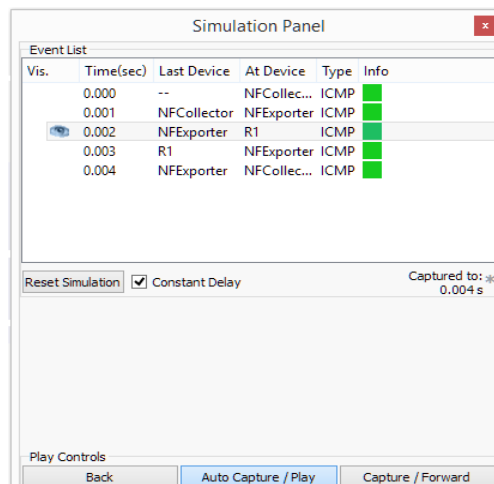 Simulation Panel
x
Event List
Vis. Time(sec) Last Device At Device Type Info
0.000 -- NFCollec... ICMP
0.001 NFCollector NFExporter ICMP
0.002 NFExporter R1 ICMP
0.003 R1 NFExporter ICMP
0.004 NFExporter NFCollec... ICMP
Reset Simulation Constant Delay Captured to: *
0.004 s
Play Controls
Back Auto Capture / Play Capture / Forward